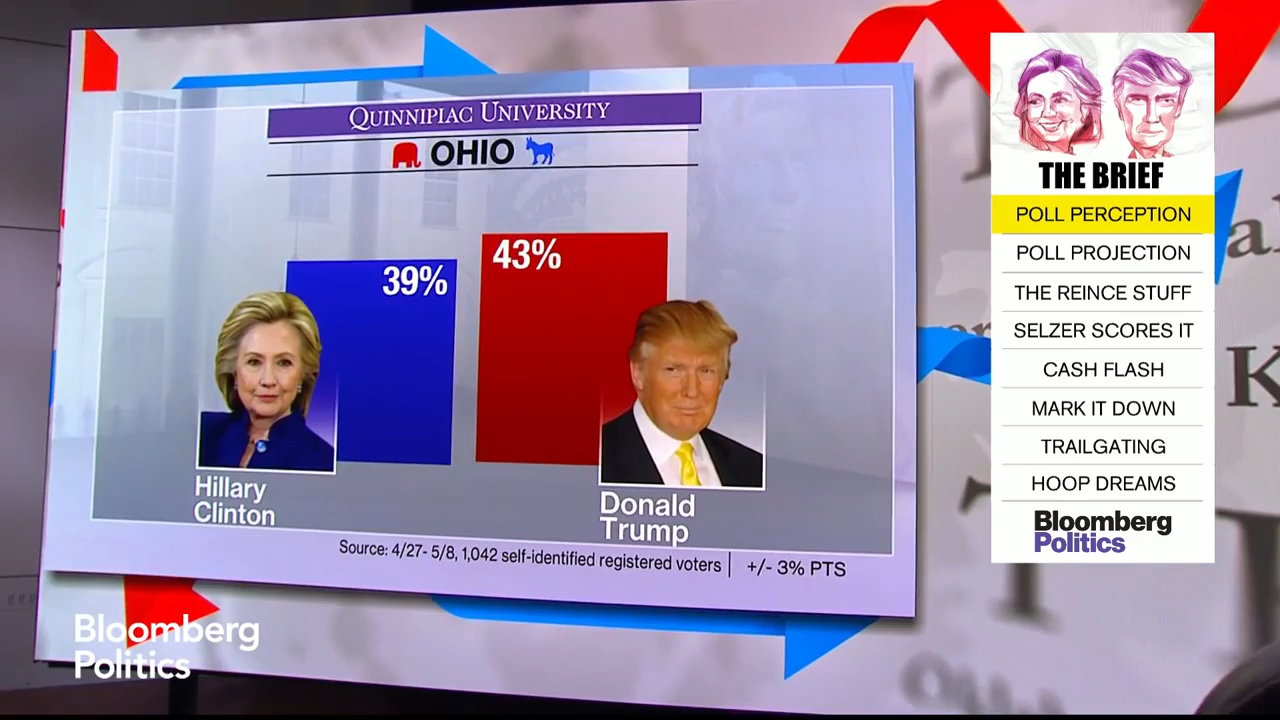 QUINNIPIAC UNIVERSITY
OHIO
39%
43%
Hillary
Clinton
Donald
Trump
Source: 4/27- 5/8, 1,042 self-identified registered voters
+/- 3% PTS
Bloomberg
Politics
THE BRIEF
POLL PERCEPTION
POLL PROJECTION
THE REINCE STUFF
SELZER SCORES IT
CASH FLASH
MARK IT DOWN
TRAILGATING
HOOP DREAMS
Bloomberg
Politics